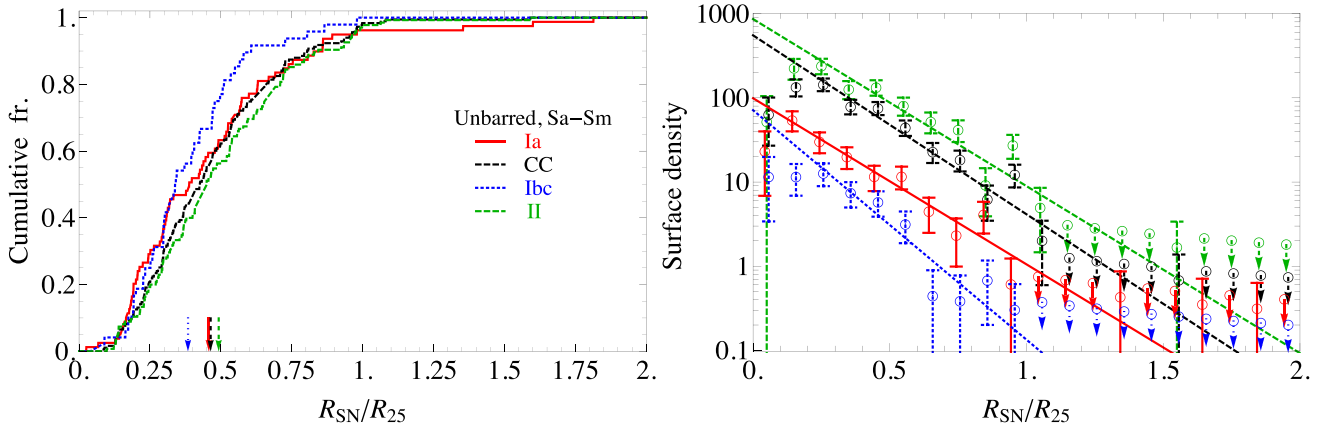 1.
0.8
0.6
0.4
0.2
0.
Cumulative fr.
Unbarred, Sa−Sm
Ia
CC
Ibc
II
0. 0.25 0.5 0.75 1. 1.25 1.5 1.75 2.
R_SN/R_25
1000
100
10
1
0.1
Surface density
0. 0.5 1.0 1.5 2.
R_SN/R_25